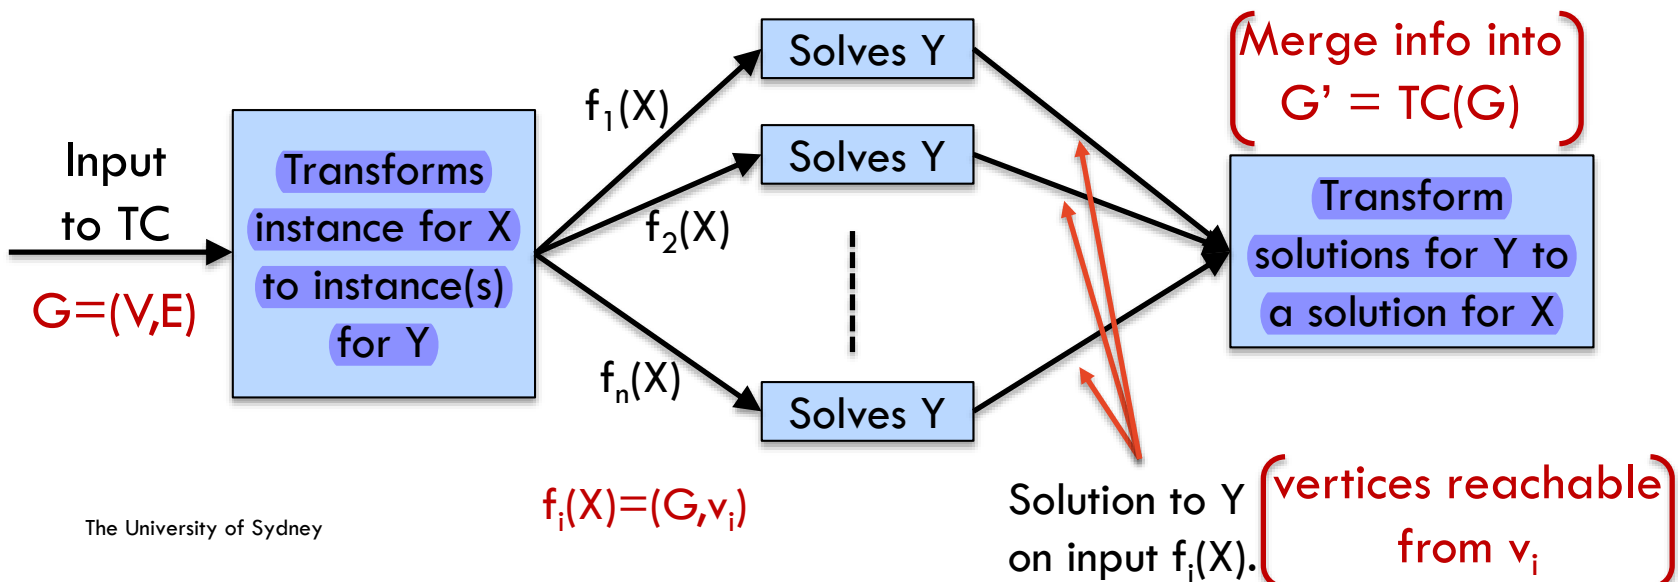 Input
to TC
G=(V,E)
Transforms
instance for X
to instance(s)
for Y
f₁(X)
f₂(X)
fₙ(X)
Solves Y
Solves Y
Solves Y
fᵢ(X)=(G,vᵢ)
Merge info into
G’ = TC(G)
Transform
solutions for Y to
a solution for X
Solution to Y
on input fᵢ(X).
vertices reachable
from vᵢ
The University of Sydney